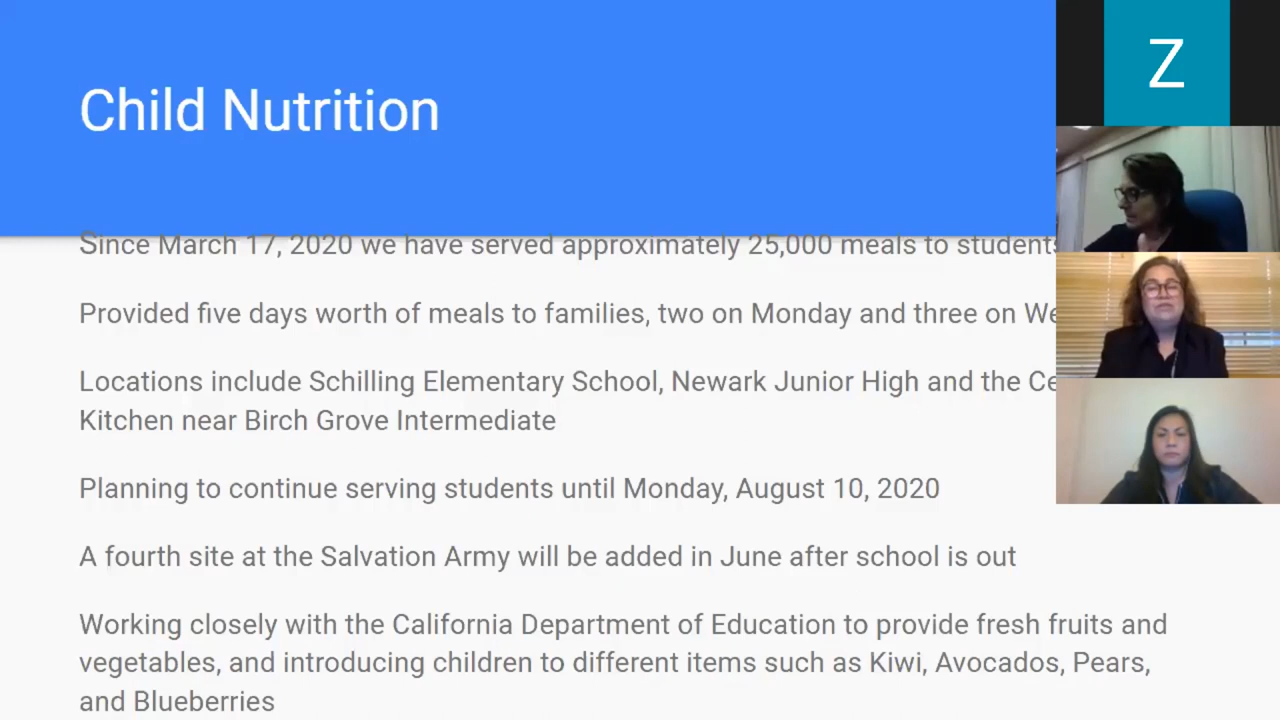 Child Nutrition
Z
Since March 17, 2020 we have served approximately 25,000 meals to students
Provided five days worth of meals to families, two on Monday and three on We
Locations include Schilling Elementary School, Newark Junior High and the Ce
Kitchen near Birch Grove Intermediate
Planning to continue serving students until Monday, August 10, 2020
A fourth site at the Salvation Army will be added in June after school is out
Working closely with the California Department of Education to provide fresh fruits and
vegetables, and introducing children to different items such as Kiwi, Avocados, Pears,
and Blueberries